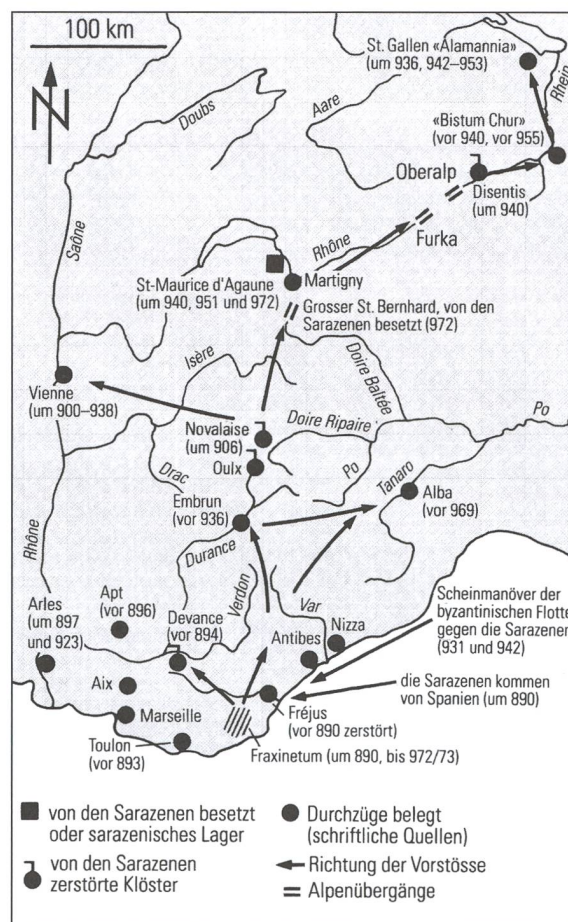 100 km
N
St. Gallen «Alamannia»
(um 936, 942–953)
Rhein
Doubs
Aare
«Bistum Chur»
(vor 940, vor 955)
Oberalp
Disentis
(um 940)
Saône
Rhône
Furka
St-Maurice d'Agaune
(um 940, 951 und 972)
Martigny
Grosser St. Bernhard, von den
Sarazenen besetzt (972)
Isère
Doire Baltée
Vienne
(um 900–938)
Novalaise
(um 906)
Doire Ripaire
Po
Oulx
Drac
Po
Tanaro
Embrun
(vor 936)
Alba
(vor 969)
Rhône
Durance
Verdon
Var
Scheinmanöver der
byzantinischen Flotte
gegen die Sarazenen
(931 und 942)
Arles
(um 897
und 923)
Apt
(vor 896)
Devance
(vor 894)
Antibes
Nizza
die Sarazenen kommen
von Spanien (um 890)
Aix
Marseille
Fréjus
(vor 890 zerstört)
Toulon
(vor 893)
Fraxinetum (um 890, bis 972/73)
von den Sarazenen besetzt
oder sarazenisches Lager
von den Sarazenen
zerstörte Klöster
Durchzüge belegt
(schriftliche Quellen)
Richtung der Vorstösse
Alpenübergänge